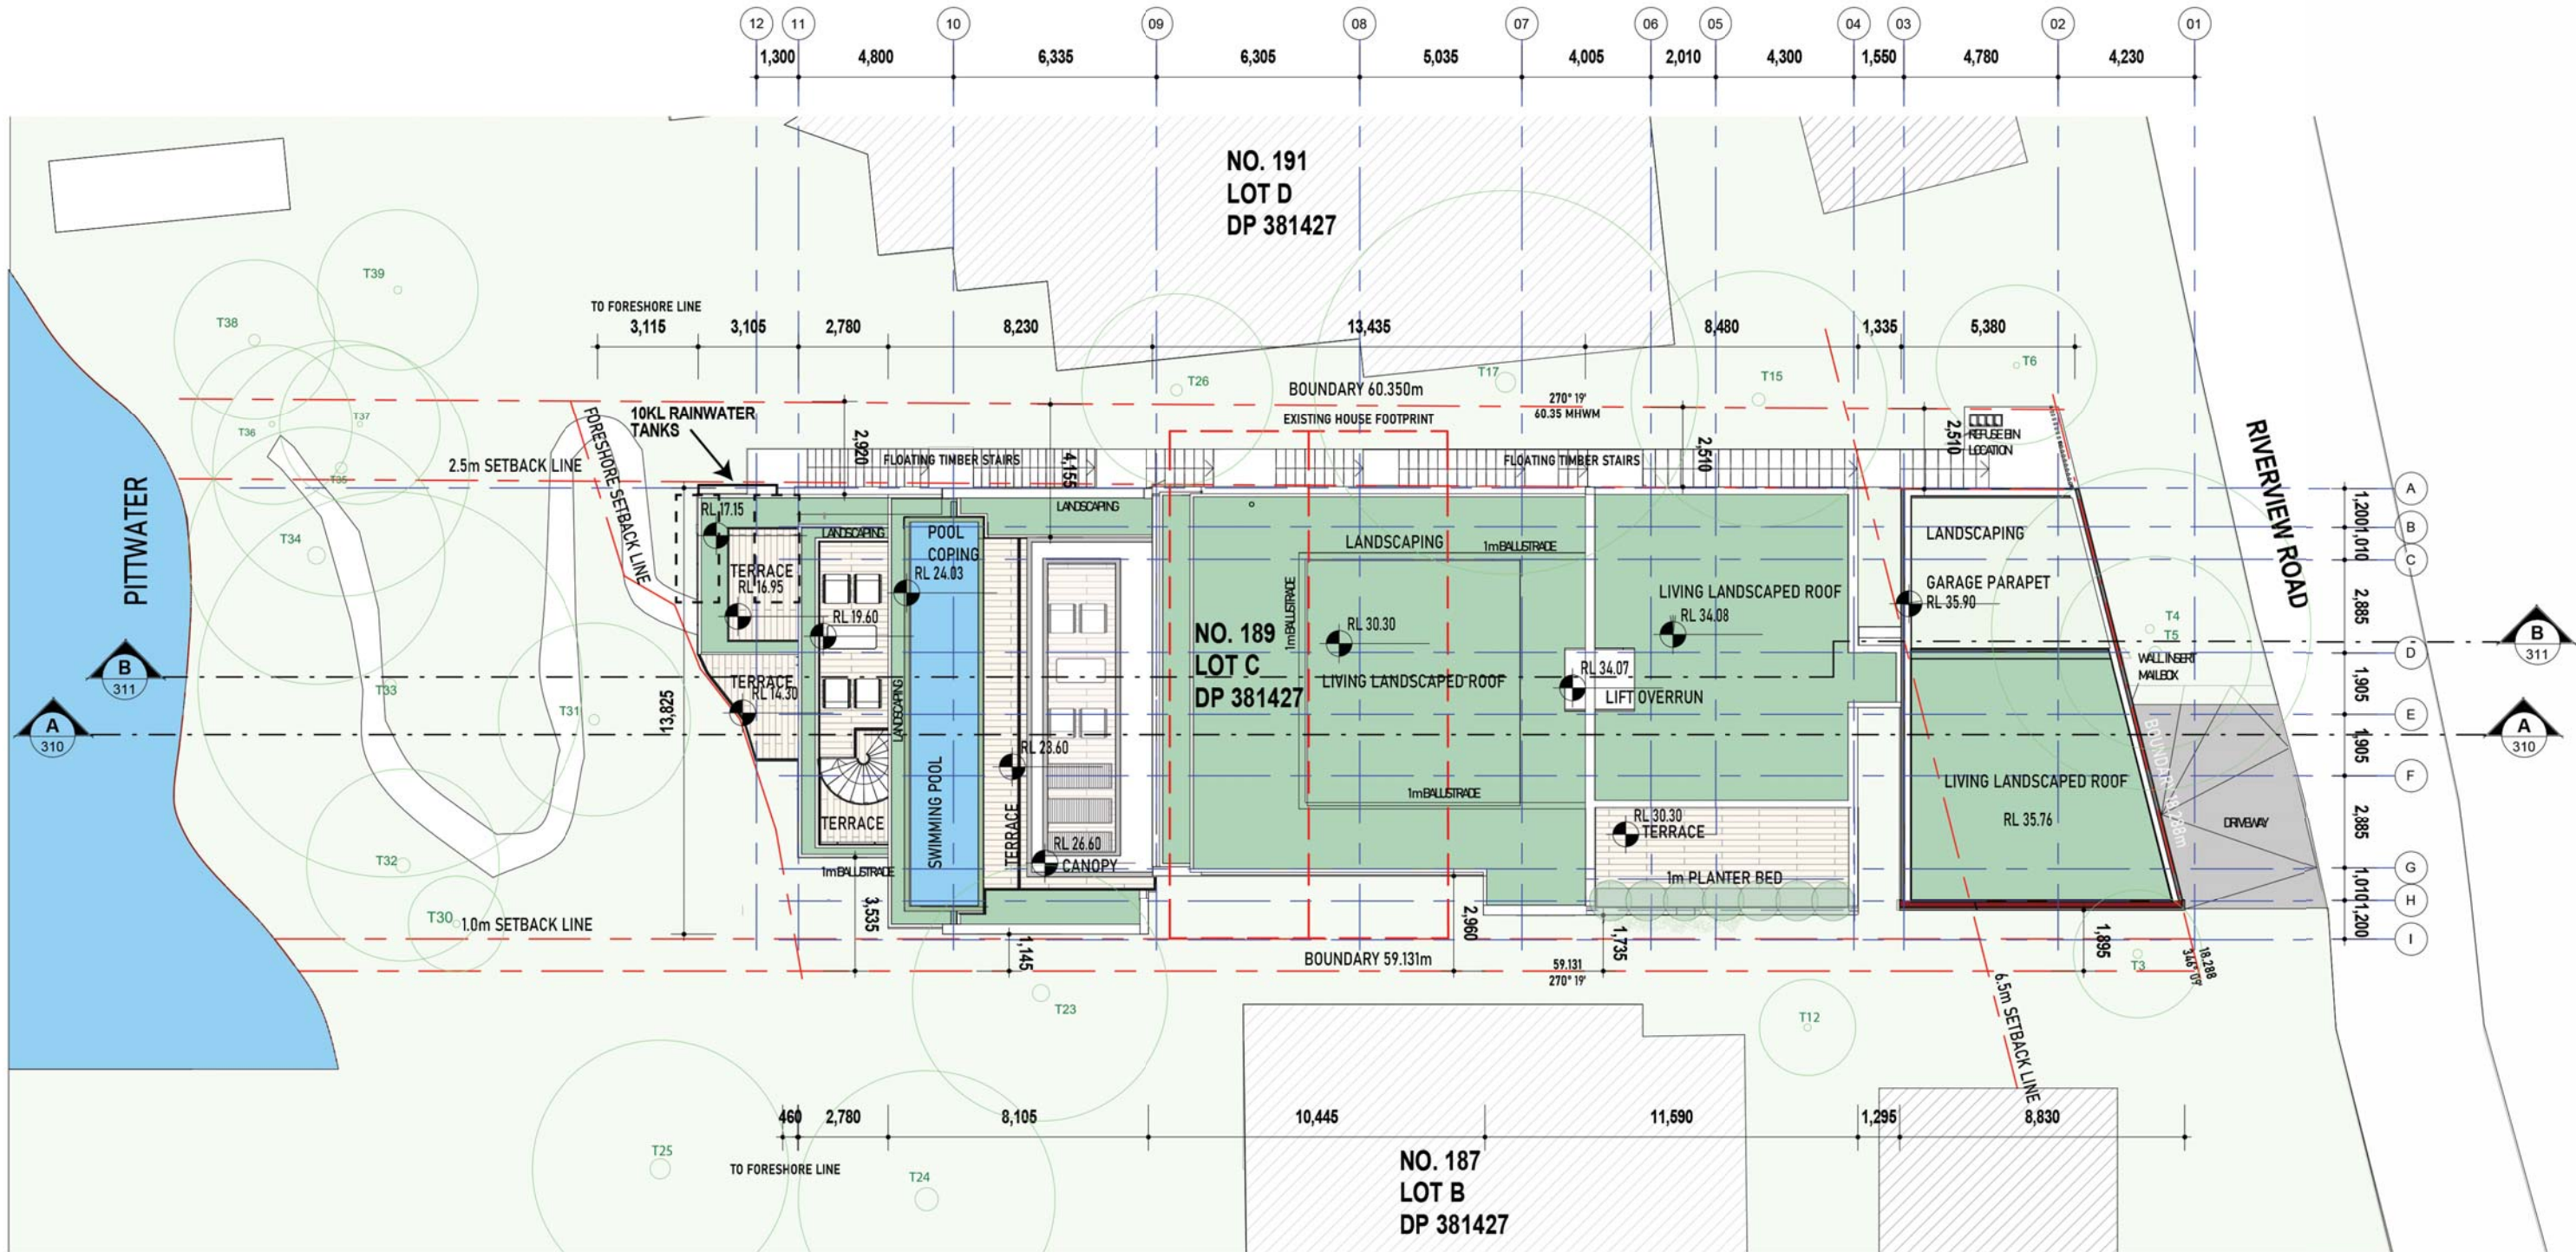 12 11 10 09 08 07 06 05 04 03 02 01
1,300 4,800 6,335 6,305 5,035 4,005 2,010 4,300 1,550 4,780 4,230
NO. 191
LOT D
DP 381427
T39
T38
TO FORESHORE LINE
3,115 3,105 2,780 8,230 13,435 8,480 1,335 5,380
T26
T17
T15
T6
BOUNDARY 60.350m
270° 19'
60.35 MHWM
EXISTING HOUSE FOOTPRINT
10KL RAINWATER
TANKS
FORESHORE SETBACK LINE
T37
T36
T35
2.5m SETBACK LINE
2,920
FLOATING TIMBER STAIRS
4,155
FLOATING TIMBER STAIRS
2,510
2,510
REFUSE BIN
LOCATION
RIVERVIEW ROAD
A
B
C
D
E
F
G
H
I
1,200
1,010
2,885
1,905
1,905
2,885
1,010
1,200
PITTWATER
T34
RL 17.15
TERRACE
RL 16.95
LANDSCAPING
POOL
COPING
RL 24.03
LANDSCAPING
RL 19.60
LANDSCAPING
1m BALUSTRADE
1m BALUSTRADE
LIVING LANDSCAPED ROOF
RL 34.08
LANDSCAPING
GARAGE PARAPET
RL 35.90
T4
T5
WALL INSERT
MAILBOX
NO. 189
LOT C
DP 381427
RL 30.30
LIVING LANDSCAPED ROOF
RL 34.07
LIFT OVERRUN
B
311
B
311
A
310
A
310
T33
T31
13,825
TERRACE
RL 14.30
LANDSCAPING
RL 23.60
BOUNDARY 18.288m
LIVING LANDSCAPED ROOF
RL 35.76
DRIVEWAY
1m BALUSTRADE
TERRACE
SWIMMING POOL
TERRACE
RL 26.60
CANOPY
RL 30.30
TERRACE
1m PLANTER BED
T32
1m BALUSTRADE
T30
1.0m SETBACK LINE
3,535
1,145
2,960
1,735
1,895
BOUNDARY 59.131m
59.131
270° 19'
18.288
346° 09'
T3
6.5m SETBACK LINE
T23
T12
460 2,780 8,105 10,445 11,590 1,295 8,830
TO FORESHORE LINE
T25
T24
NO. 187
LOT B
DP 381427